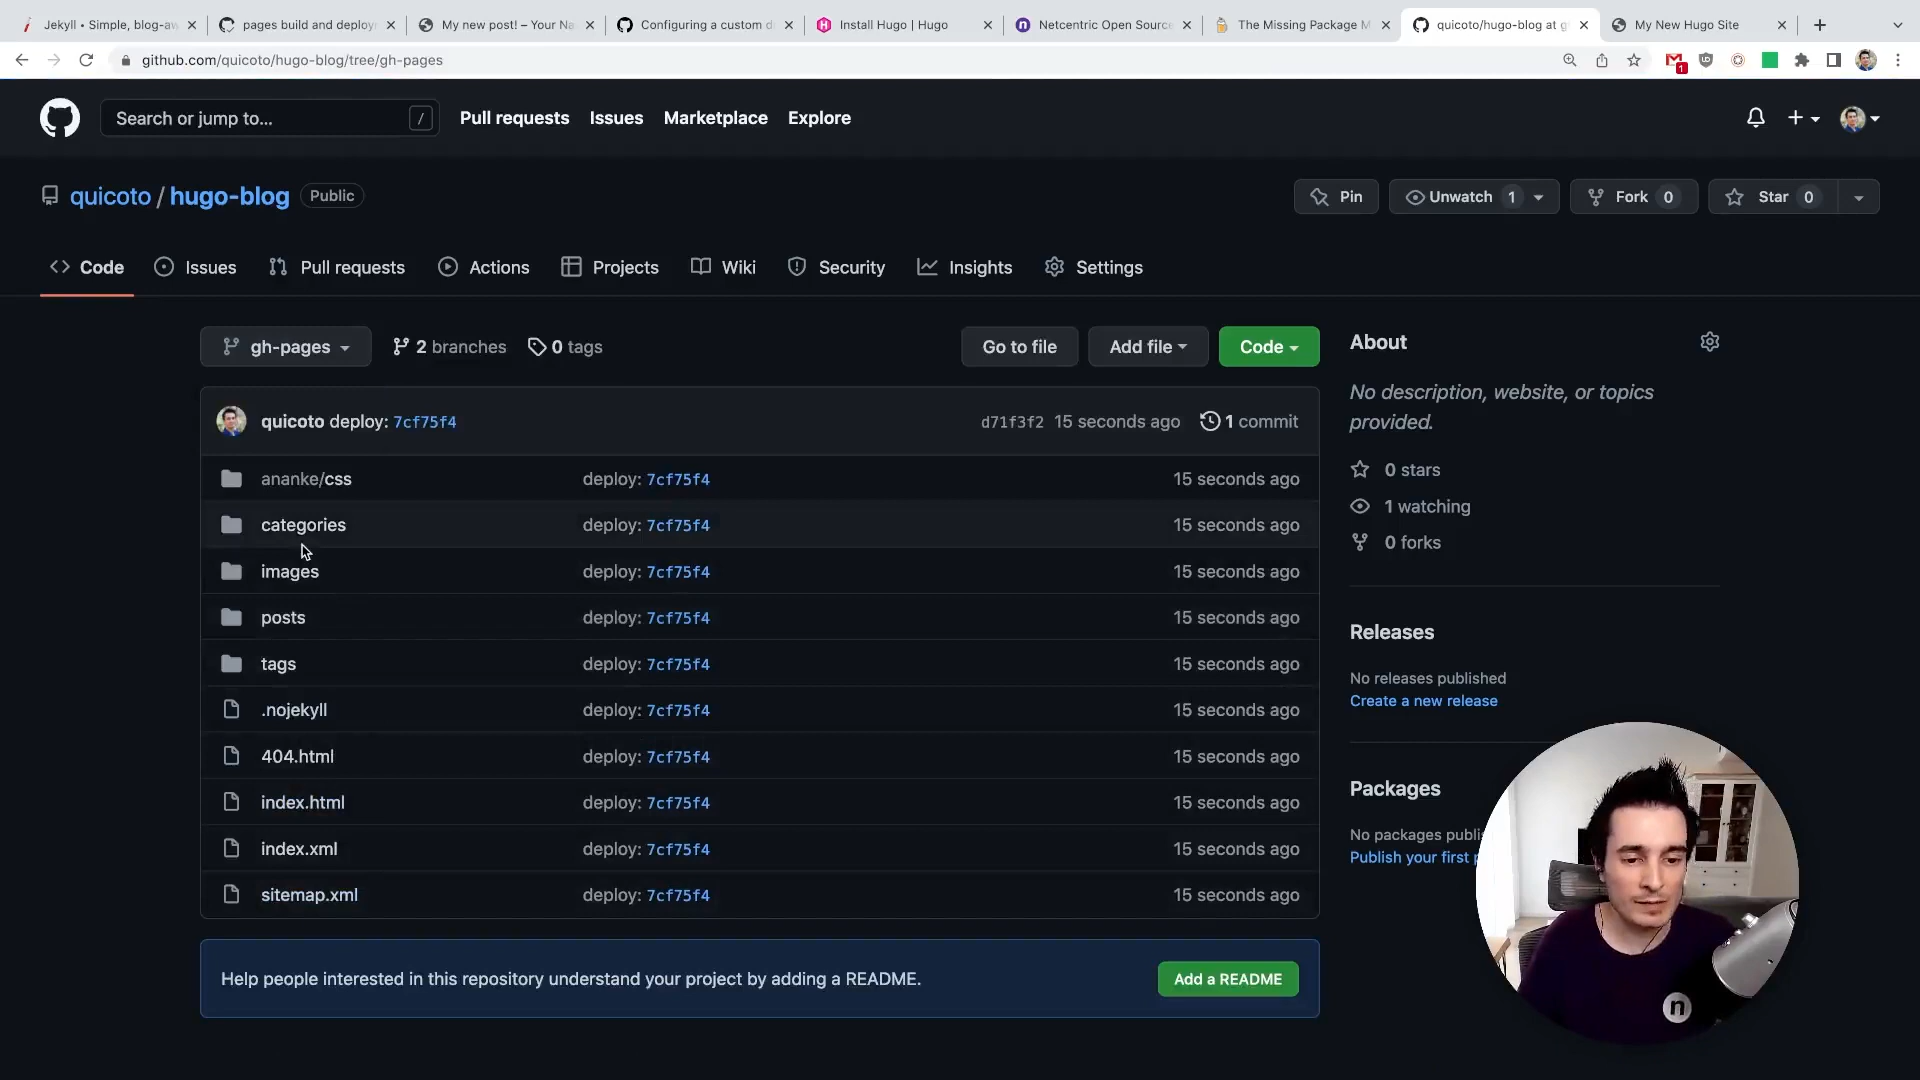 Jekyll • Simple, blog-aw
pages build and deploym
My new post! – Your Na
Configuring a custom d
Install Hugo | Hugo
Netcentric Open Source
The Missing Package M
quicoto/hugo-blog at g
My New Hugo Site
github.com/quicoto/hugo-blog/tree/gh-pages
1
Search or jump to...
/
Pull requests
Issues
Marketplace
Explore
quicoto / hugo-blog
Public
Pin
Unwatch 1
Fork 0
Star 0
Code
Issues
Pull requests
Actions
Projects
Wiki
Security
Insights
Settings
gh-pages
2 branches
0 tags
Go to file
Add file
Code
quicoto deploy: 7cf75f4
d71f3f2 15 seconds ago
1 commit
ananke/css deploy: 7cf75f4 15 seconds ago
categories deploy: 7cf75f4 15 seconds ago
images deploy: 7cf75f4 15 seconds ago
posts deploy: 7cf75f4 15 seconds ago
tags deploy: 7cf75f4 15 seconds ago
.nojekyll deploy: 7cf75f4 15 seconds ago
404.html deploy: 7cf75f4 15 seconds ago
index.html deploy: 7cf75f4 15 seconds ago
index.xml deploy: 7cf75f4 15 seconds ago
sitemap.xml deploy: 7cf75f4 15 seconds ago
Help people interested in this repository understand your project by adding a README.
Add a README
About
No description, website, or topics
provided.
0 stars
1 watching
0 forks
Releases
No releases published
Create a new release
Packages
No packages publis
Publish your first p
n